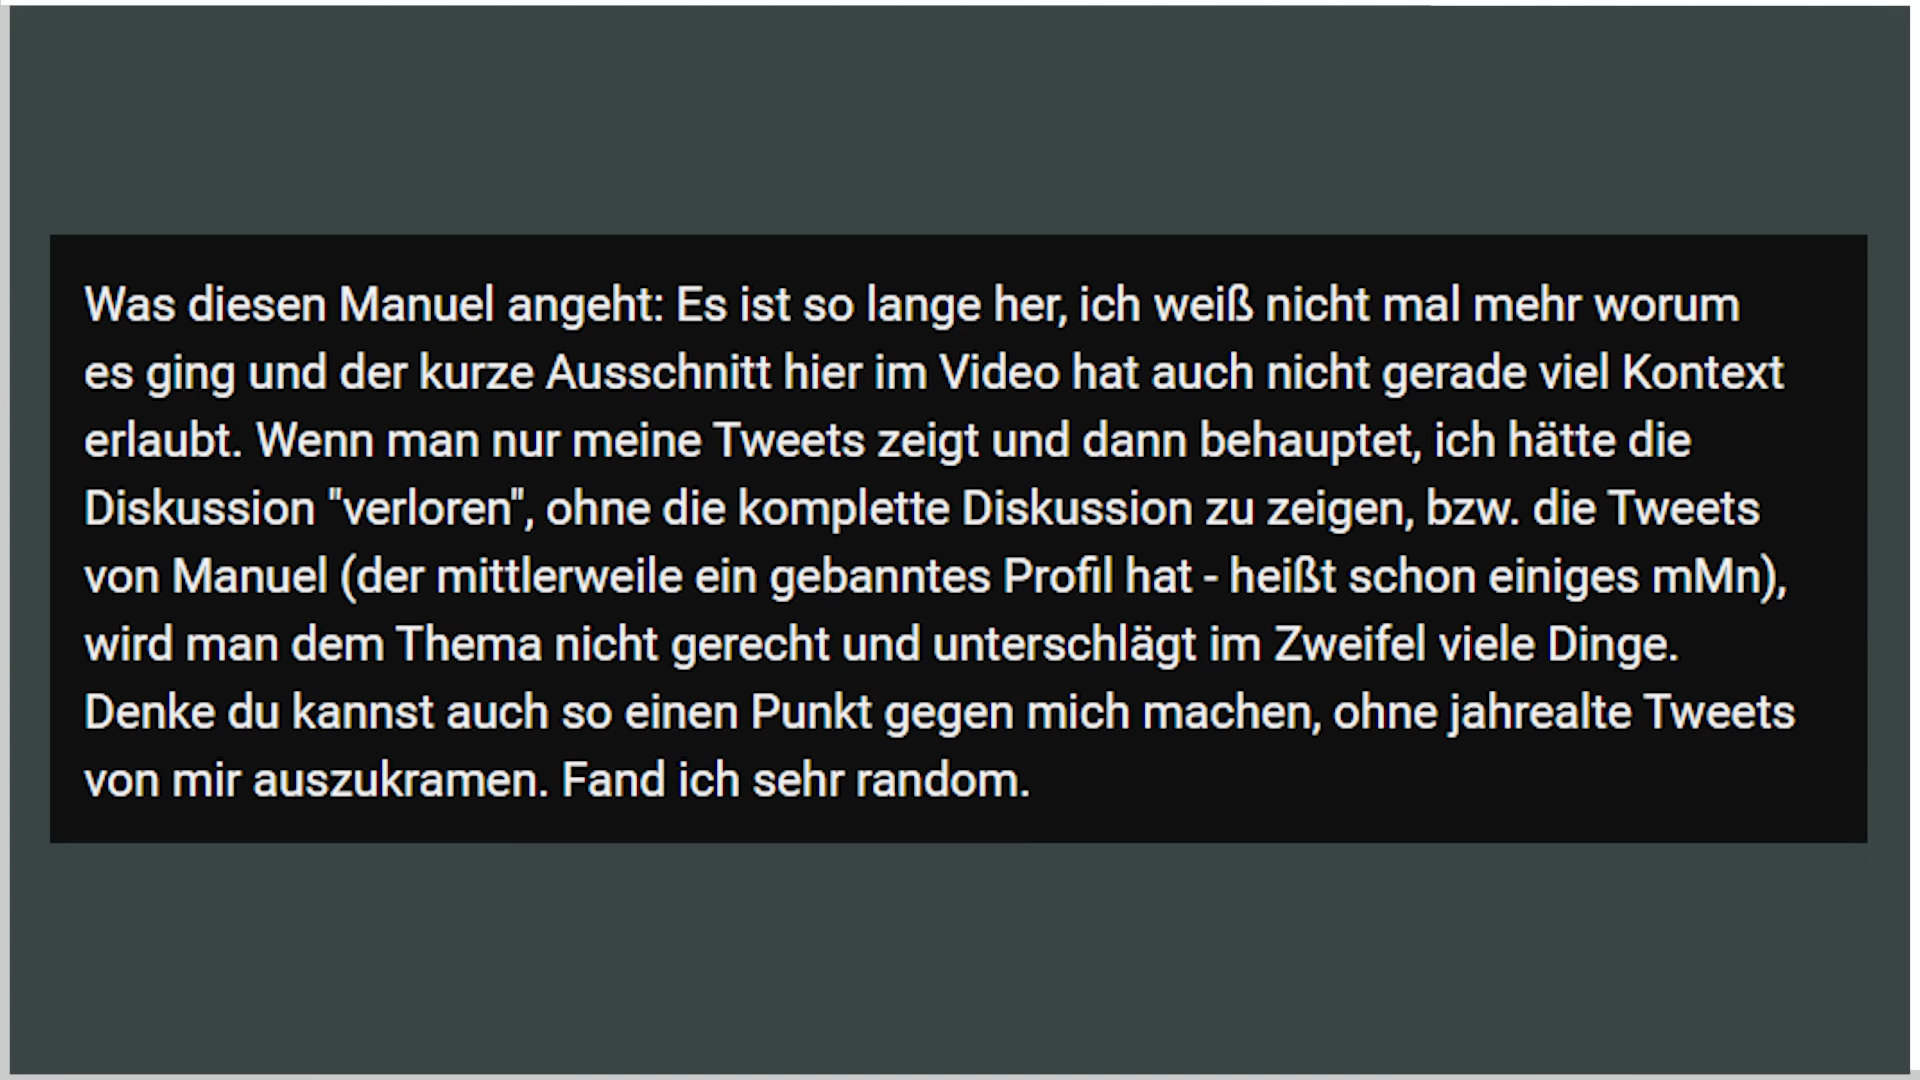 Was diesen Manuel angeht: Es ist so lange her, ich weiß nicht mal mehr worum
es ging und der kurze Ausschnitt hier im Video hat auch nicht gerade viel Kontext
erlaubt. Wenn man nur meine Tweets zeigt und dann behauptet, ich hätte die
Diskussion "verloren", ohne die komplette Diskussion zu zeigen, bzw. die Tweets
von Manuel (der mittlerweile ein gebanntes Profil hat - heißt schon einiges mMn),
wird man dem Thema nicht gerecht und unterschlägt im Zweifel viele Dinge.
Denke du kannst auch so einen Punkt gegen mich machen, ohne jahrealte Tweets
von mir auszukramen. Fand ich sehr random.